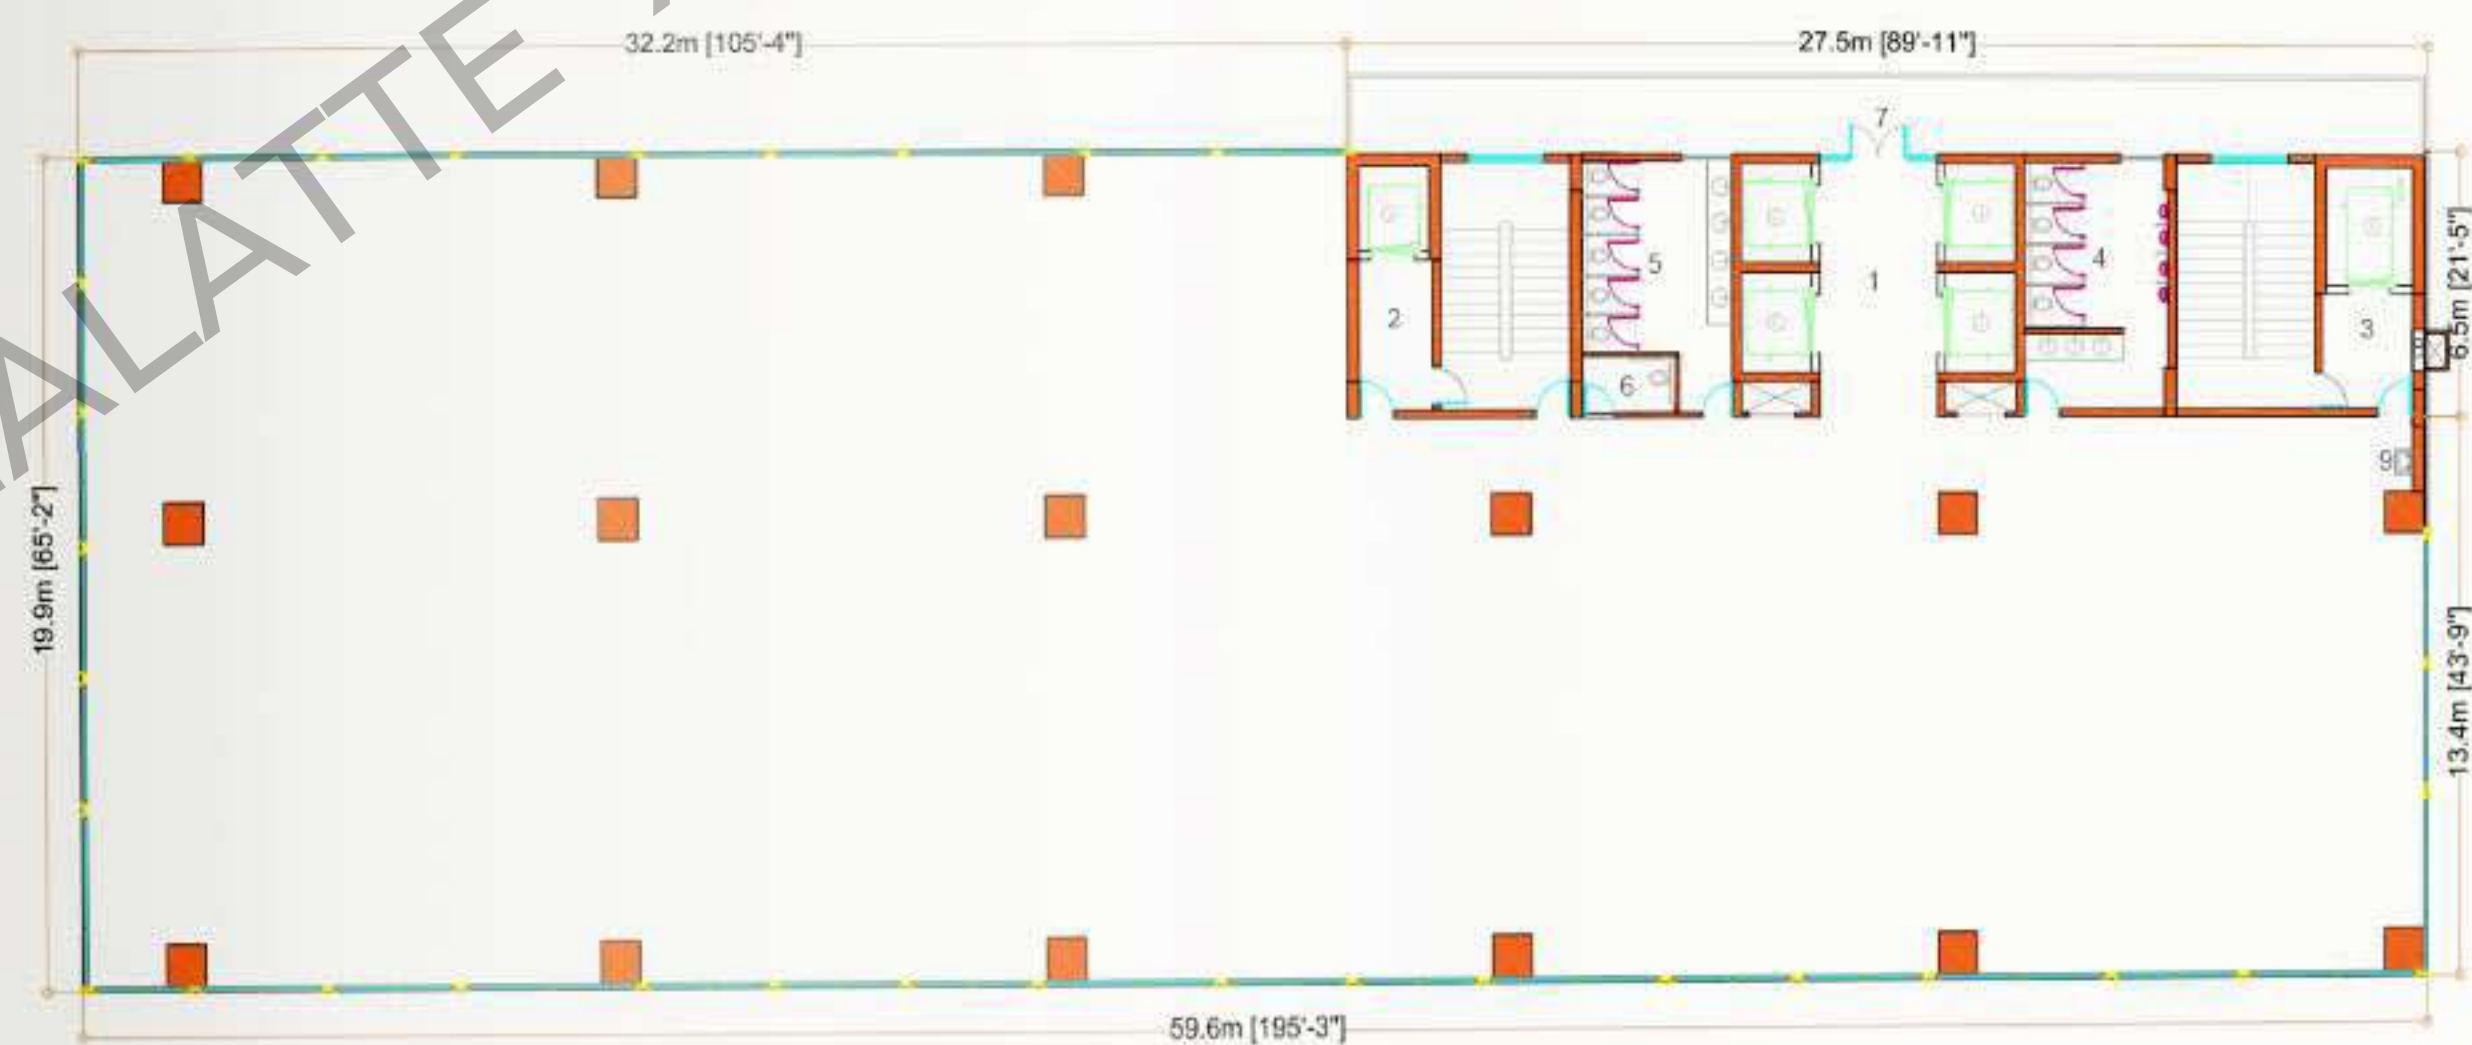 ALATTE
32.2m [105'-4"]
27.5m [89'-11"]
7
5
4
1
2
3
6
9
6.5m [21'-5"]
19.9m [65'-2"]
13.4m [43'-9"]
59.6m [195'-3"]